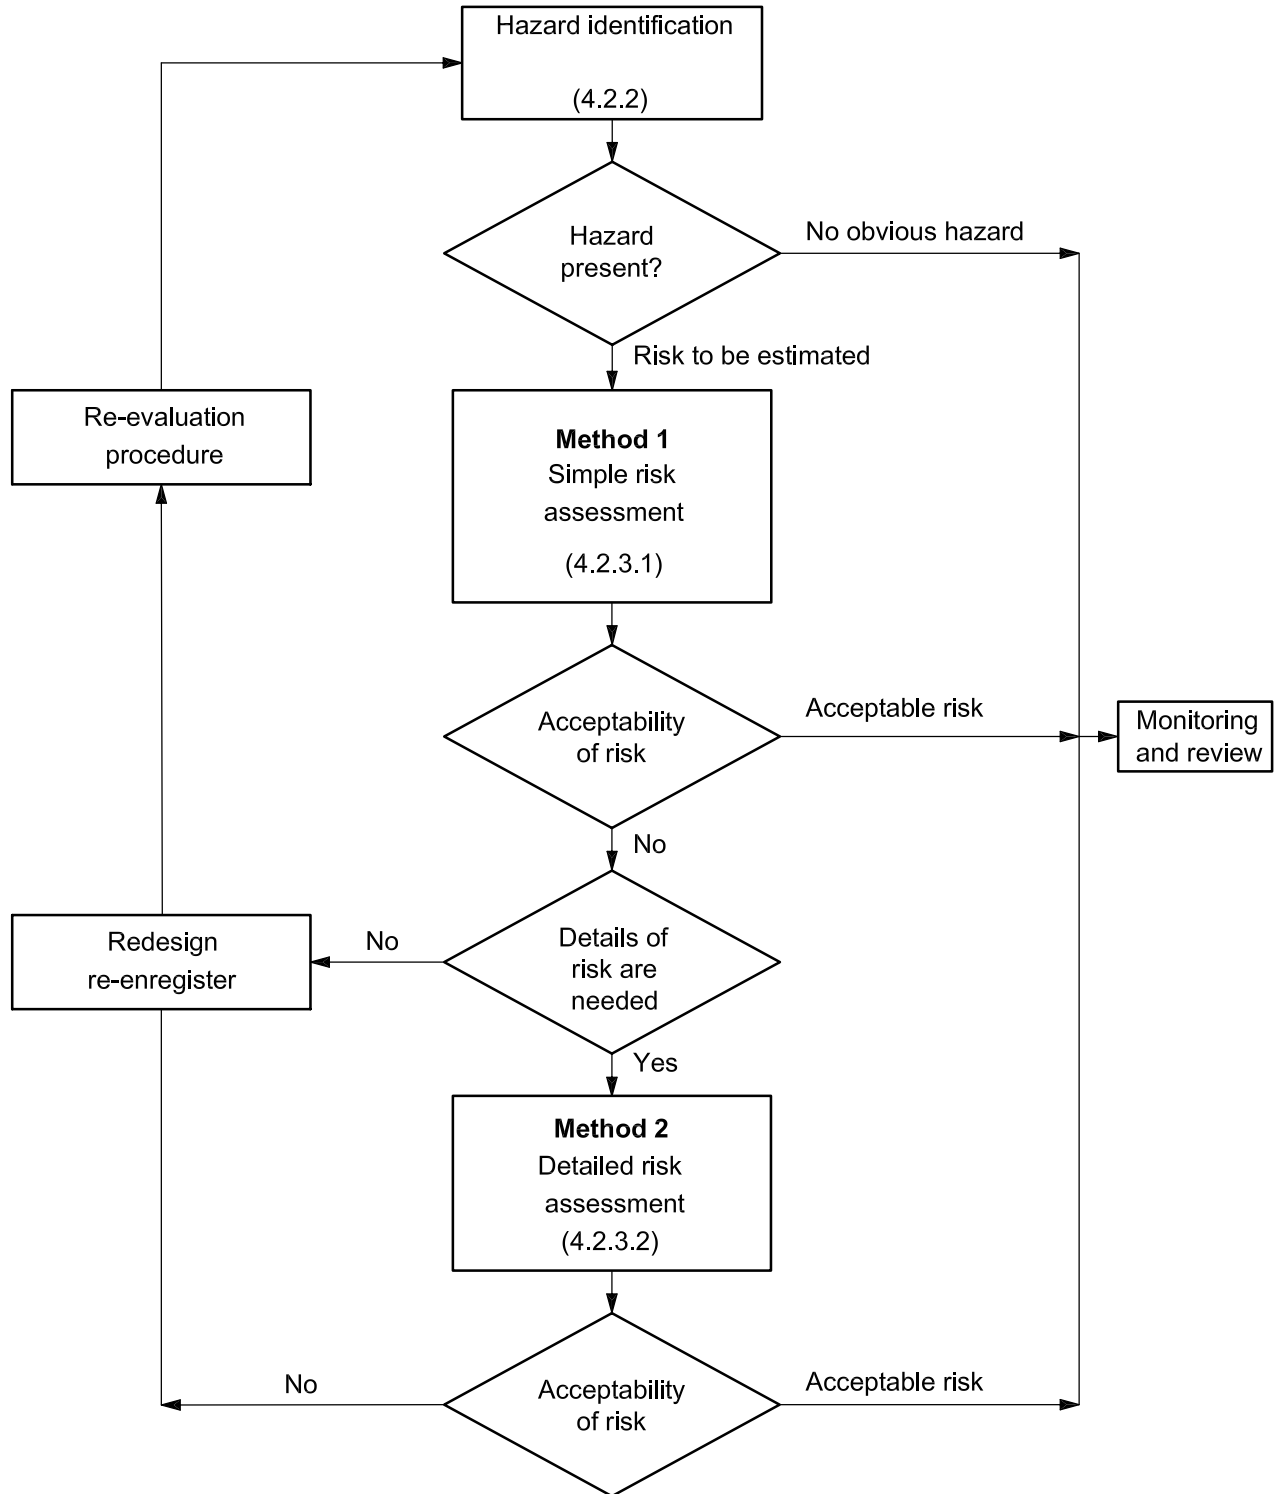 Hazard identification
(4.2.2)
Hazard
present?
No obvious hazard
Risk to be estimated
Re-evaluation
procedure
Method 1
Simple risk
assessment
(4.2.3.1)
Acceptability
of risk
Acceptable risk
Monitoring
and review
No
Details of
risk are
needed
No
Redesign
re-enregister
Yes
Method 2
Detailed risk
assessment
(4.2.3.2)
Acceptability
of risk
No
Acceptable risk